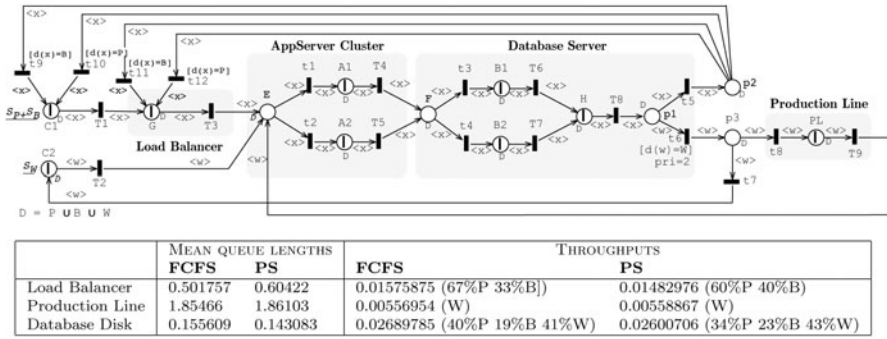 <x>
<x>
<x>
<x>
[d(x)=B] [d(x)=P] [d(x)=B] [d(x)=P]
t9 t10 t11 t12
AppServer Cluster
Database Server
t1 A1 T4
t3 B1 T6
<x> <x> <x> <x> <x> <x> <x> <x>
E F H T8 D p1 t5 p2
SP+SB C1 D <x> T1 <x> G D <x> T3 <x>
Load Balancer
t2 A2 T5
t4 B2 T7
<x> <w> t6
[d(w)=W]
pri=2
p3 <w> t8 <w> PL <w> T9
Production Line
SW C2 D <w> T2 <w> <w>
<w> t7
<w>
D = P ∪ B ∪ W
MEAN QUEUE LENGTHS THROUGHPUTS
FCFS PS FCFS PS
Load Balancer 0.501757 0.60422 0.01575875 (67%P 33%B]) 0.01482976 (60%P 40%B)
Production Line 1.85466 1.86103 0.00556954 (W) 0.00558867 (W)
Database Disk 0.155609 0.143083 0.02689785 (40%P 19%B 41%W) 0.02600706 (34%P 23%B 43%W)